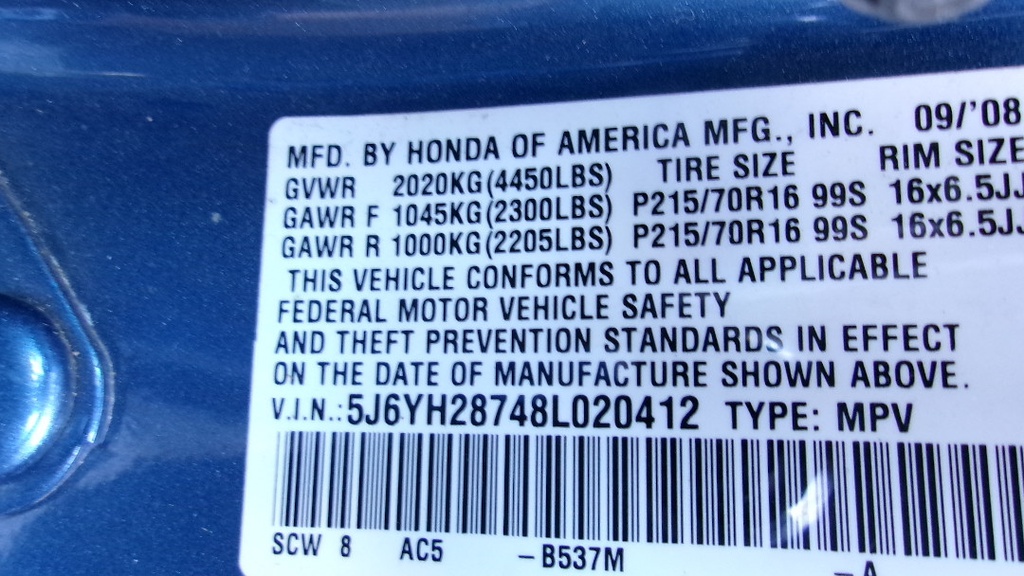 MFD. BY HONDA OF AMERICA MFG., INC. 09/'08
GVWR 2020KG(4450LBS) TIRE SIZE RIM SIZE
GAWR F 1045KG(2300LBS) P215/70R16 99S 16x6.5JJ
GAWR R 1000KG(2205LBS) P215/70R16 99S 16x6.5JJ
THIS VEHICLE CONFORMS TO ALL APPLICABLE
FEDERAL MOTOR VEHICLE SAFETY
AND THEFT PREVENTION STANDARDS IN EFFECT
ON THE DATE OF MANUFACTURE SHOWN ABOVE.
V.I.N.:5J6YH28748L020412 TYPE: MPV
SCW 8 AC5 -B537M -A